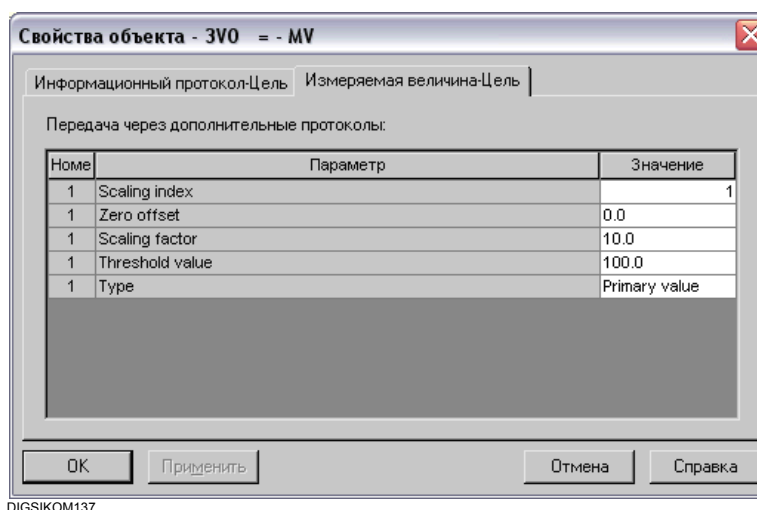 Свойства объекта - 3V0 = - MV
Информационный протокол-Цель Измеряемая величина-Цель
Передача через дополнительные протоколы:
Номе Параметр Значение
1 Scaling index 1
1 Zero offset 0.0
1 Scaling factor 10.0
1 Threshold value 100.0
1 Type Primary value
OK Применить Отмена Справка
DIGSIKOM137